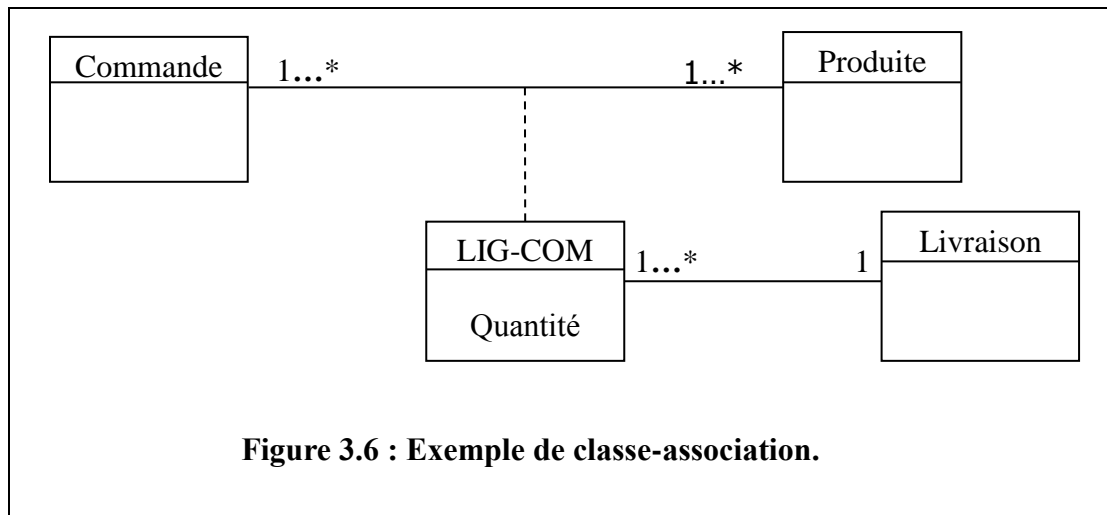 Commande
1...*
1...*
Produite
LIG-COM
Quantité
1...*
1
Livraison
Figure 3.6 : Exemple de classe-association.